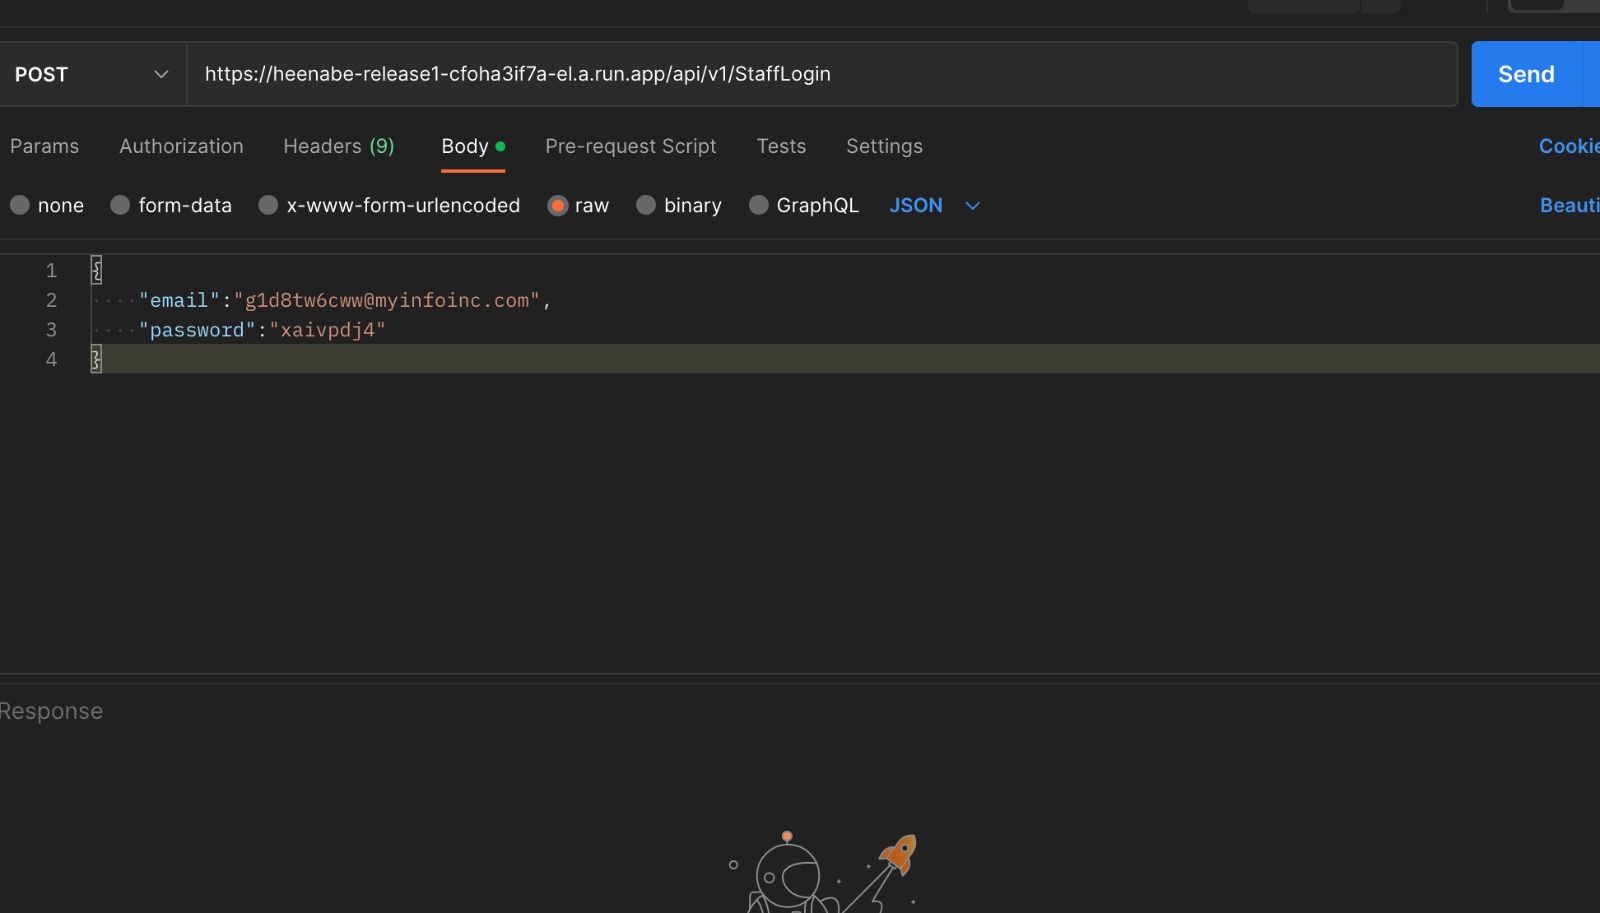 POST
https://heenabe-release1-cfoha3if7a-el.a.run.app/api/v1/StaffLogin
Send
Params Authorization Headers (9) Body Pre-request Script Tests Settings Cookie
none form-data x-www-form-urlencoded raw binary GraphQL JSON Beauti
1 {
2 "email":"g1d8tw6cww@myinfoinc.com",
3 "password":"xaivpdj4"
4 }
Response